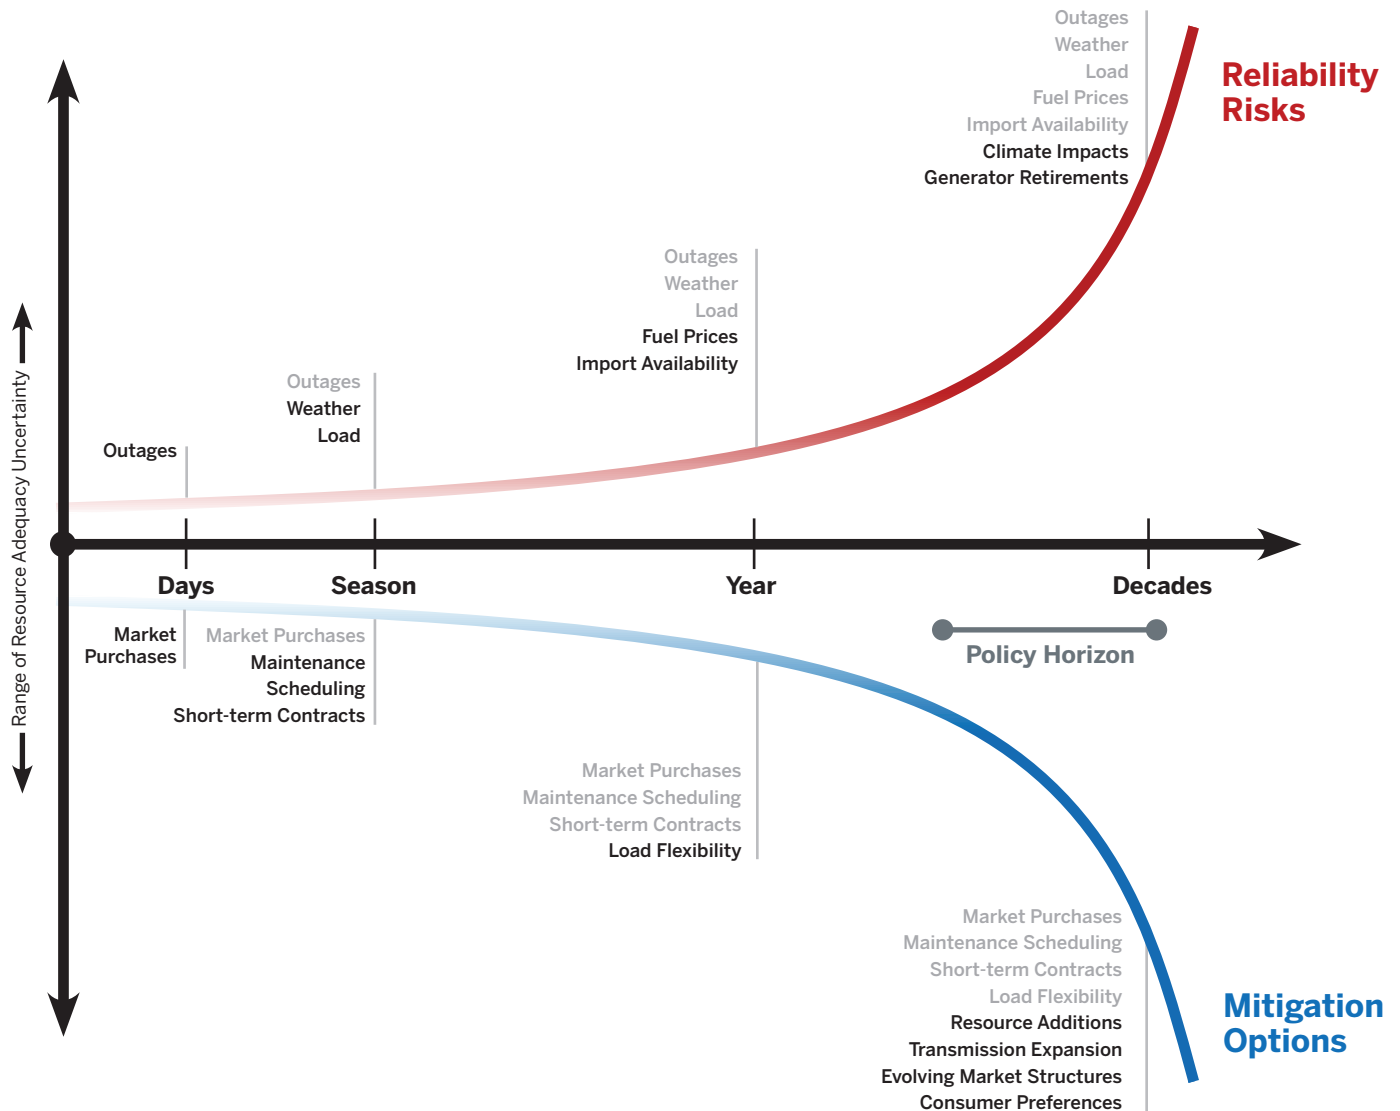 Outages
Weather
Load
Fuel Prices
Import Availability
Climate Impacts
Generator Retirements
Reliability
Risks
Outages
Weather
Load
Fuel Prices
Import Availability
Outages
Weather
Load
Outages
Range of Resource Adequacy Uncertainty
Days
Season
Year
Decades
Policy Horizon
Market
Purchases
Market Purchases
Maintenance
Scheduling
Short-term Contracts
Market Purchases
Maintenance Scheduling
Short-term Contracts
Load Flexibility
Market Purchases
Maintenance Scheduling
Short-term Contracts
Load Flexibility
Resource Additions
Transmission Expansion
Evolving Market Structures
Consumer Preferences
Mitigation
Options